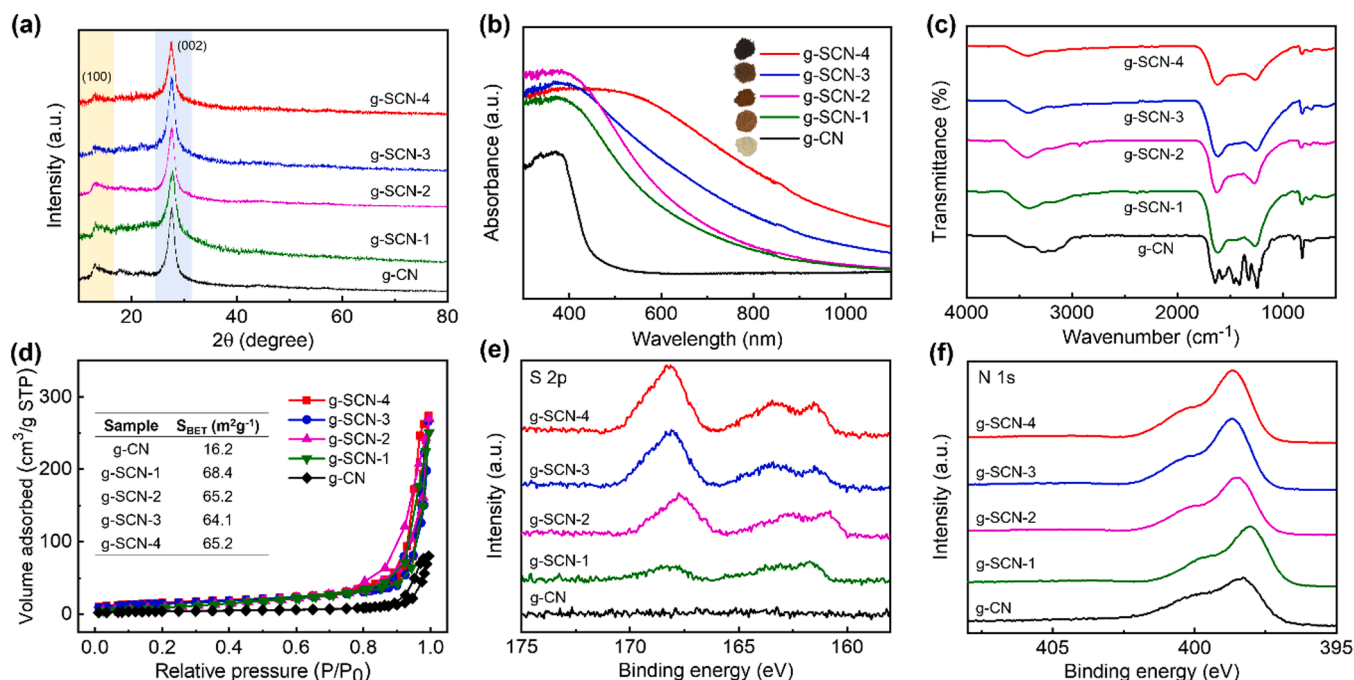 (a)
(002)
(100)
g-SCN-4
g-SCN-3
g-SCN-2
g-SCN-1
g-CN
Intensity (a.u.)
20 40 60 80
2θ (degree)
(b)
g-SCN-4
g-SCN-3
g-SCN-2
g-SCN-1
g-CN
Absorbance (a.u.)
400 600 800 1000
Wavelength (nm)
(c)
g-SCN-4
g-SCN-3
g-SCN-2
g-SCN-1
g-CN
Transmittance (%)
4000 3000 2000 1000
Wavenumber (cm-1)
(d)
g-SCN-4
g-SCN-3
g-SCN-2
g-SCN-1
g-CN
Sample SBET (m2g-1)
g-CN 16.2
g-SCN-1 68.4
g-SCN-2 65.2
g-SCN-3 64.1
g-SCN-4 65.2
Volume adsorbed (cm3/g STP)
300
200
100
0
0.0 0.2 0.4 0.6 0.8 1.0
Relative pressure (P/P0)
(e)
S 2p
g-SCN-4
g-SCN-3
g-SCN-2
g-SCN-1
g-CN
Intensity (a.u.)
175 170 165 160
Binding energy (eV)
(f)
N 1s
g-SCN-4
g-SCN-3
g-SCN-2
g-SCN-1
g-CN
Intensity (a.u.)
405 400 395
Binding energy (eV)